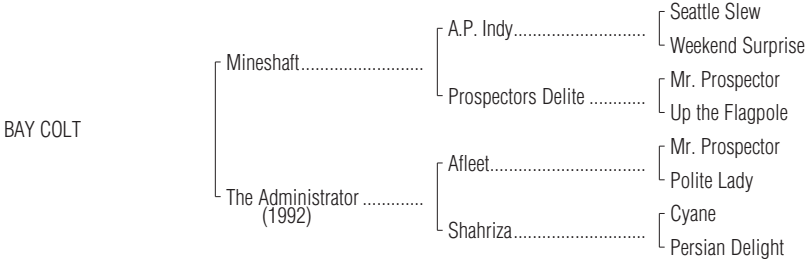 Seattle Slew
A.P. Indy..............................
Weekend Surprise
Mineshaft...........................
Mr. Prospector
Prospectors Delite ............
Up the Flagpole
BAY COLT
Mr. Prospector
Afleet...................................
Polite Lady
The Administrator .............
(1992)
Cyane
Shahriza..............................
Persian Delight